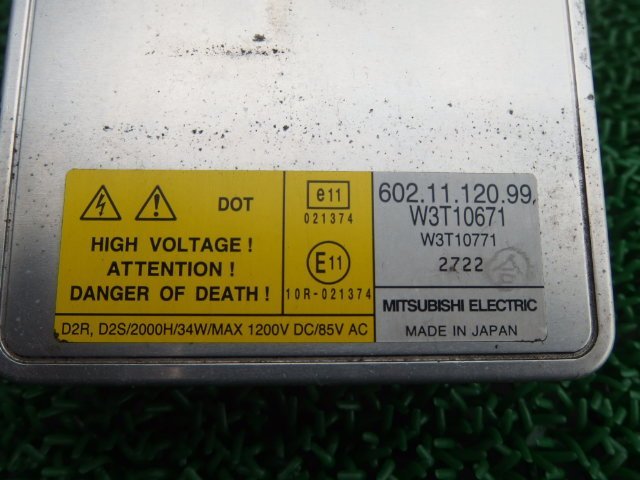 DOT
HIGH VOLTAGE !
ATTENTION !
DANGER OF DEATH !
e11
021374
E11
10R-021374
602.11.120.99,
W3T10671
W3T10771
2722
MITSUBISHI ELECTRIC
D2R, D2S/2000H/34W/MAX 1200V DC/85V AC
MADE IN JAPAN